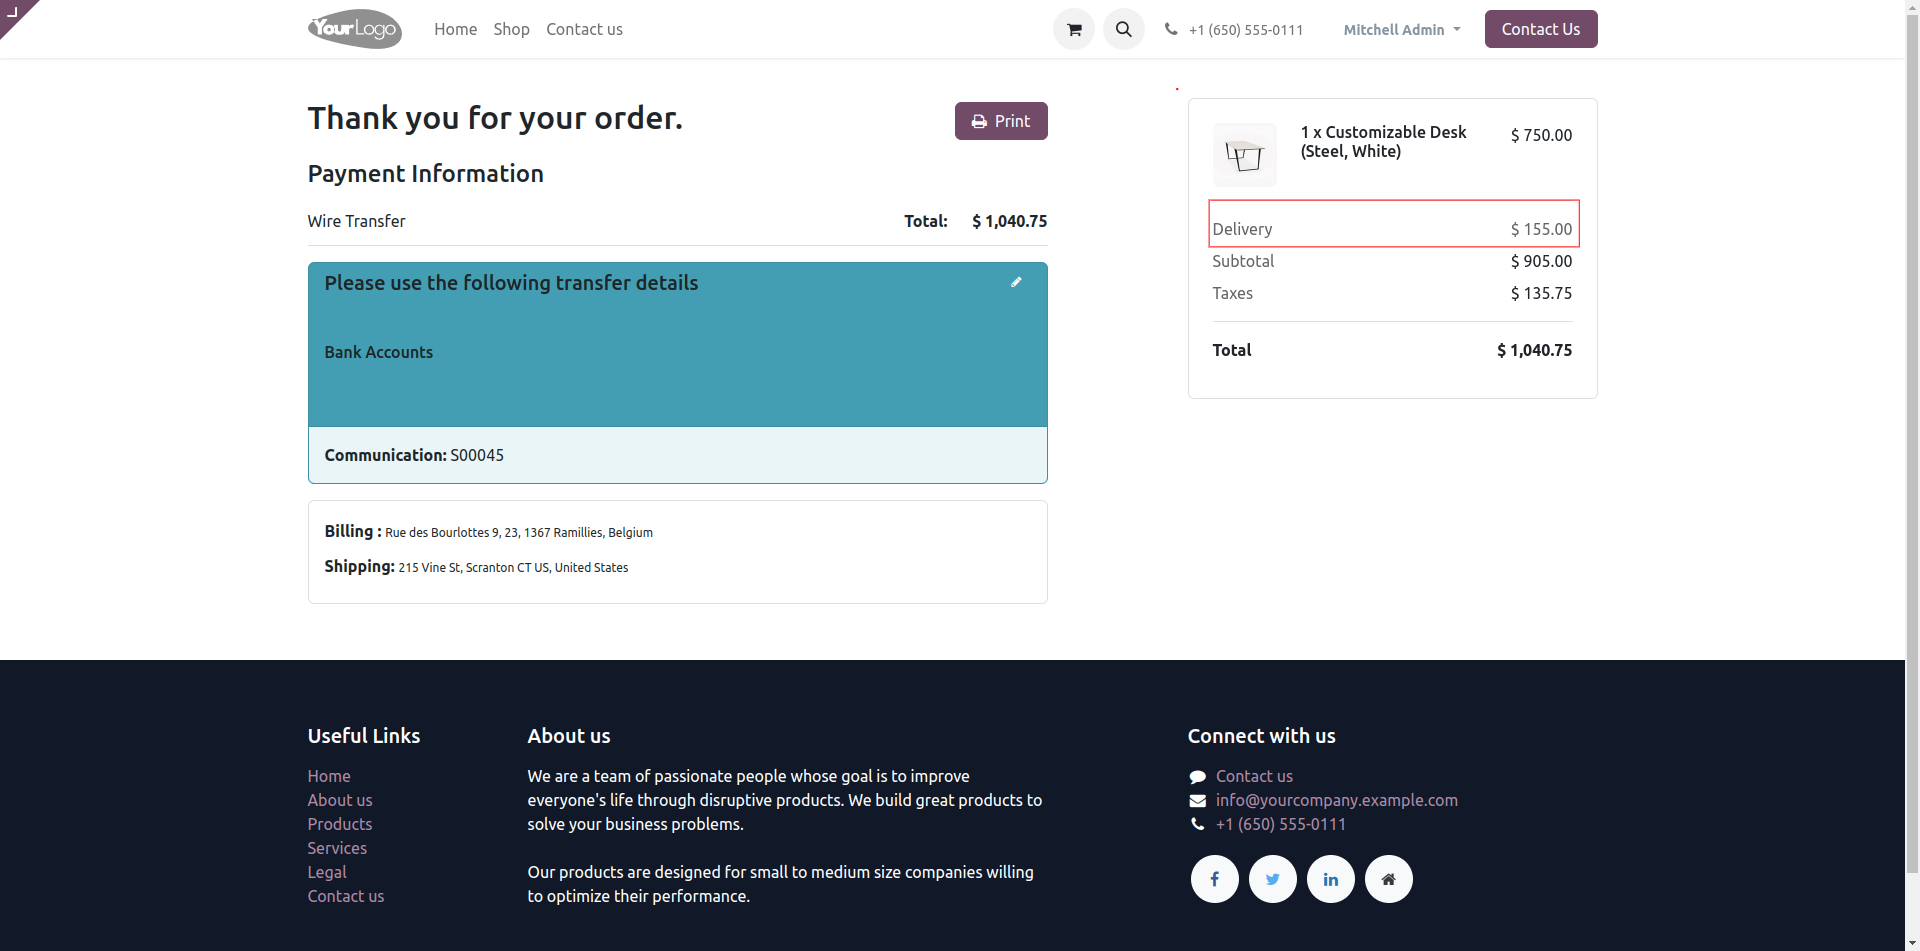 YourLogo
Home
Shop
Contact us
+1 (650) 555-0111
Mitchell Admin
Contact Us
Thank you for your order.
Print
Payment Information
Wire Transfer
Total: $ 1,040.75
Please use the following transfer details
Bank Accounts
Communication: S00045
Billing : Rue des Bourlottes 9, 23, 1367 Ramillies, Belgium
Shipping: 215 Vine St, Scranton CT US, United States
1 x Customizable Desk
(Steel, White)
$ 750.00
Delivery $ 155.00
Subtotal $ 905.00
Taxes $ 135.75
Total $ 1,040.75
Useful Links
Home
About us
Products
Services
Legal
Contact us
About us
We are a team of passionate people whose goal is to improve
everyone's life through disruptive products. We build great products to
solve your business problems.
Our products are designed for small to medium size companies willing
to optimize their performance.
Connect with us
Contact us
info@yourcompany.example.com
+1 (650) 555-0111